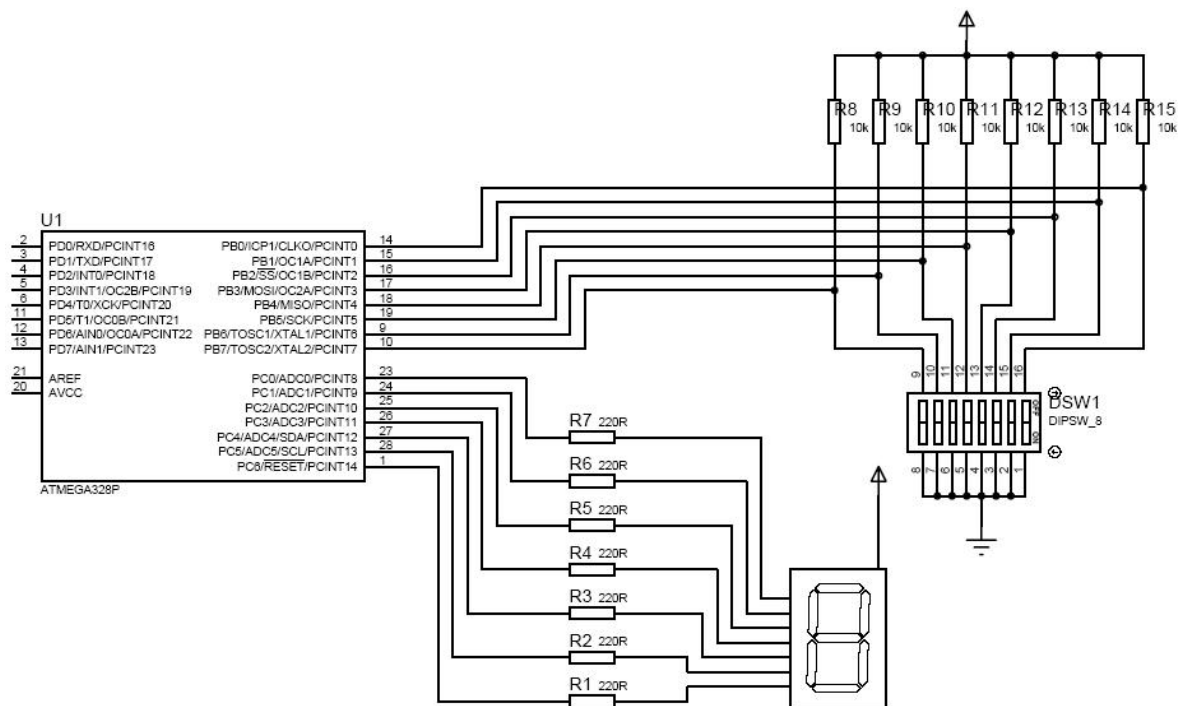 R8 R9 R10 R11 R12 R13 R14 R15
10k 10k 10k 10k 10k 10k 10k 10k
U1
2 PD0/RXD/PCINT16 PB0/ICP1/CLKO/PCINT0 14
3 PD1/TXD/PCINT17 PB1/OC1A/PCINT1 15
4 PD2/INT0/PCINT18 PB2/SS/OC1B/PCINT2 16
5 PD3/INT1/OC2B/PCINT19 PB3/MOSI/OC2A/PCINT3 17
6 PD4/T0/XCK/PCINT20 PB4/MISO/PCINT4 18
11 PD5/T1/OC0B/PCINT21 PB5/SCK/PCINT5 19
12 PD6/AIN0/OC0A/PCINT22 PB6/TOSC1/XTAL1/PCINT6 9
13 PD7/AIN1/PCINT23 PB7/TOSC2/XTAL2/PCINT7 10
21 AREF PC0/ADC0/PCINT8 23
20 AVCC PC1/ADC1/PCINT9 24
PC2/ADC2/PCINT10 25
PC3/ADC3/PCINT11 26
PC4/ADC4/SDA/PCINT12 27
PC5/ADC5/SCL/PCINT13 28
PC6/RESET/PCINT14 1
ATMEGA328P
9 10 11 12 13 14 15 16
OFF
ON
DSW1
DIPSW_8
8 7 6 5 4 3 2 1
R7 220R
R6 220R
R5 220R
R4 220R
R3 220R
R2 220R
R1 220R